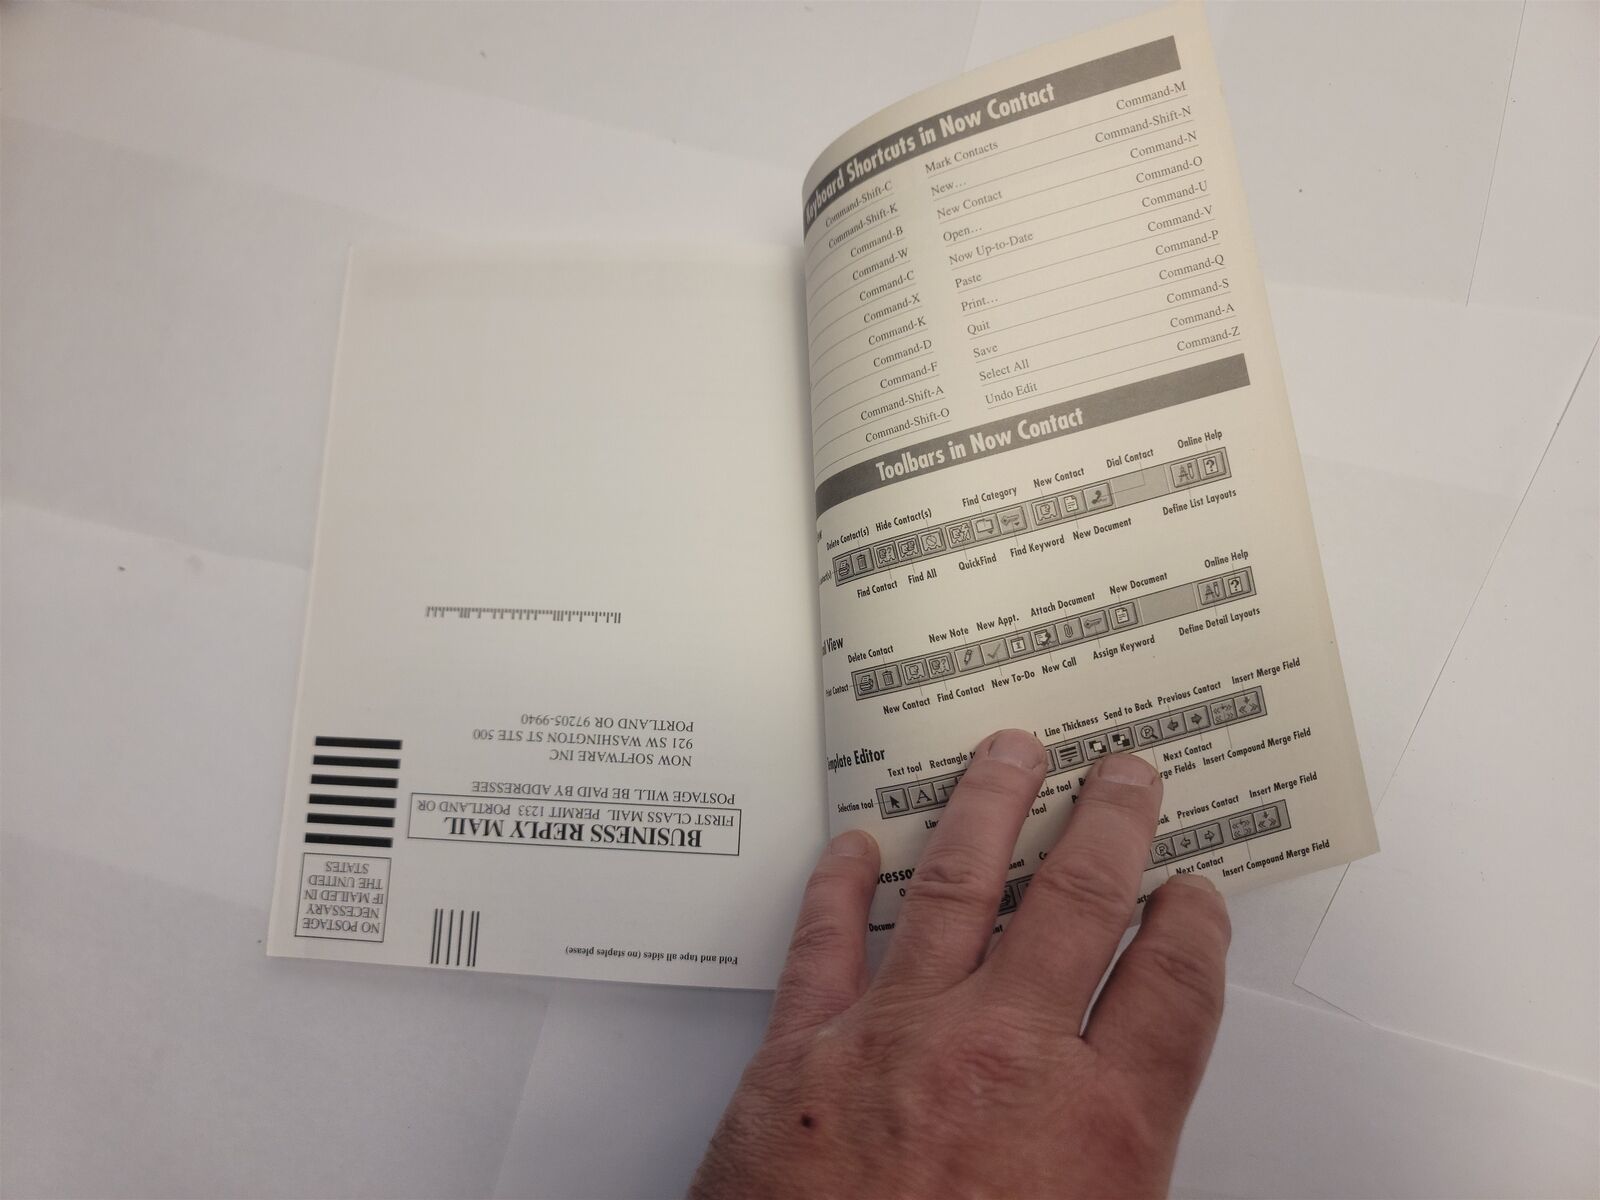 Keyboard Shortcuts in Now Contact
Command-Shift-C
Command-Shift-K
Command-B
Command-W
Command-C
Command-X
Command-K
Command-D
Command-F
Command-Shift-A
Command-Shift-O
Mark Contacts Command-M
New... Command-Shift-N
New Contact Command-N
Open... Command-O
Now Up-to-Date Command-U
Paste Command-V
Print... Command-P
Quit Command-Q
Save Command-S
Select All Command-A
Undo Edit Command-Z
Toolbars in Now Contact
Delete Contact(s) Hide Contact(s) Find Category New Contact Dial Contact Online Help
Find Contact Find All QuickFind Find Keyword New Document Define List Layouts
View
Delete Contact New Note New Appt. Attach Document New Document Online Help
Contact
New Contact Find Contact New To-Do New Call Assign Keyword Define Detail Layouts
Editor
Text tool Rectangle Line Thickness Send to Back Previous Contact Insert Merge Field
Selection tool
tool Next Contact Insert Compound Merge Field
Fields
Previous Contact Insert Merge Field
Next Contact Insert Compound Merge Field
Fold and tape all sides (no staples please)
NO POSTAGE
NECESSARY
IF MAILED IN
THE UNITED
STATES
BUSINESS REPLY MAIL
FIRST CLASS MAIL PERMIT 1233 PORTLAND OR
POSTAGE WILL BE PAID BY ADDRESSEE
NOW SOFTWARE INC
921 SW WASHINGTON ST STE 500
PORTLAND OR 97205-9940